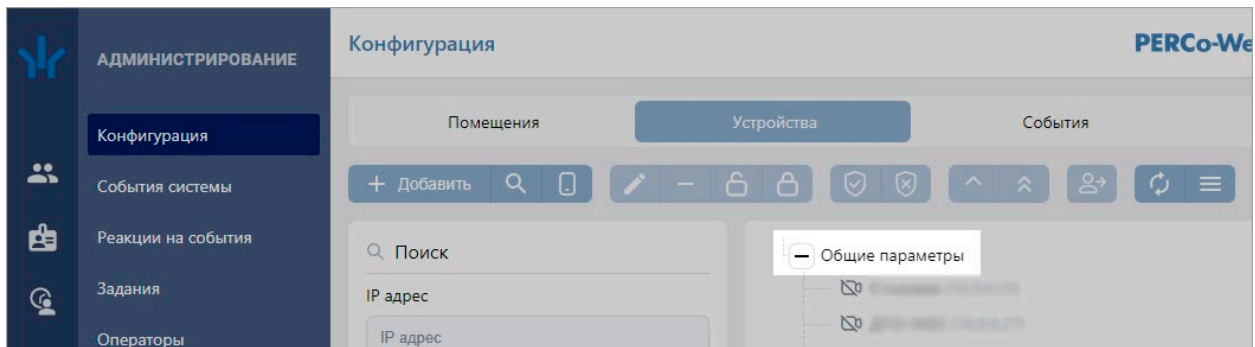 АДМИНИСТРИРОВАНИЕ
Конфигурация
События системы
Реакции на события
Задания
Операторы
Конфигурация
PERCo-We
Помещения
Устройства
События
+ Добавить
Поиск
IP адрес
IP адрес
Общие параметры